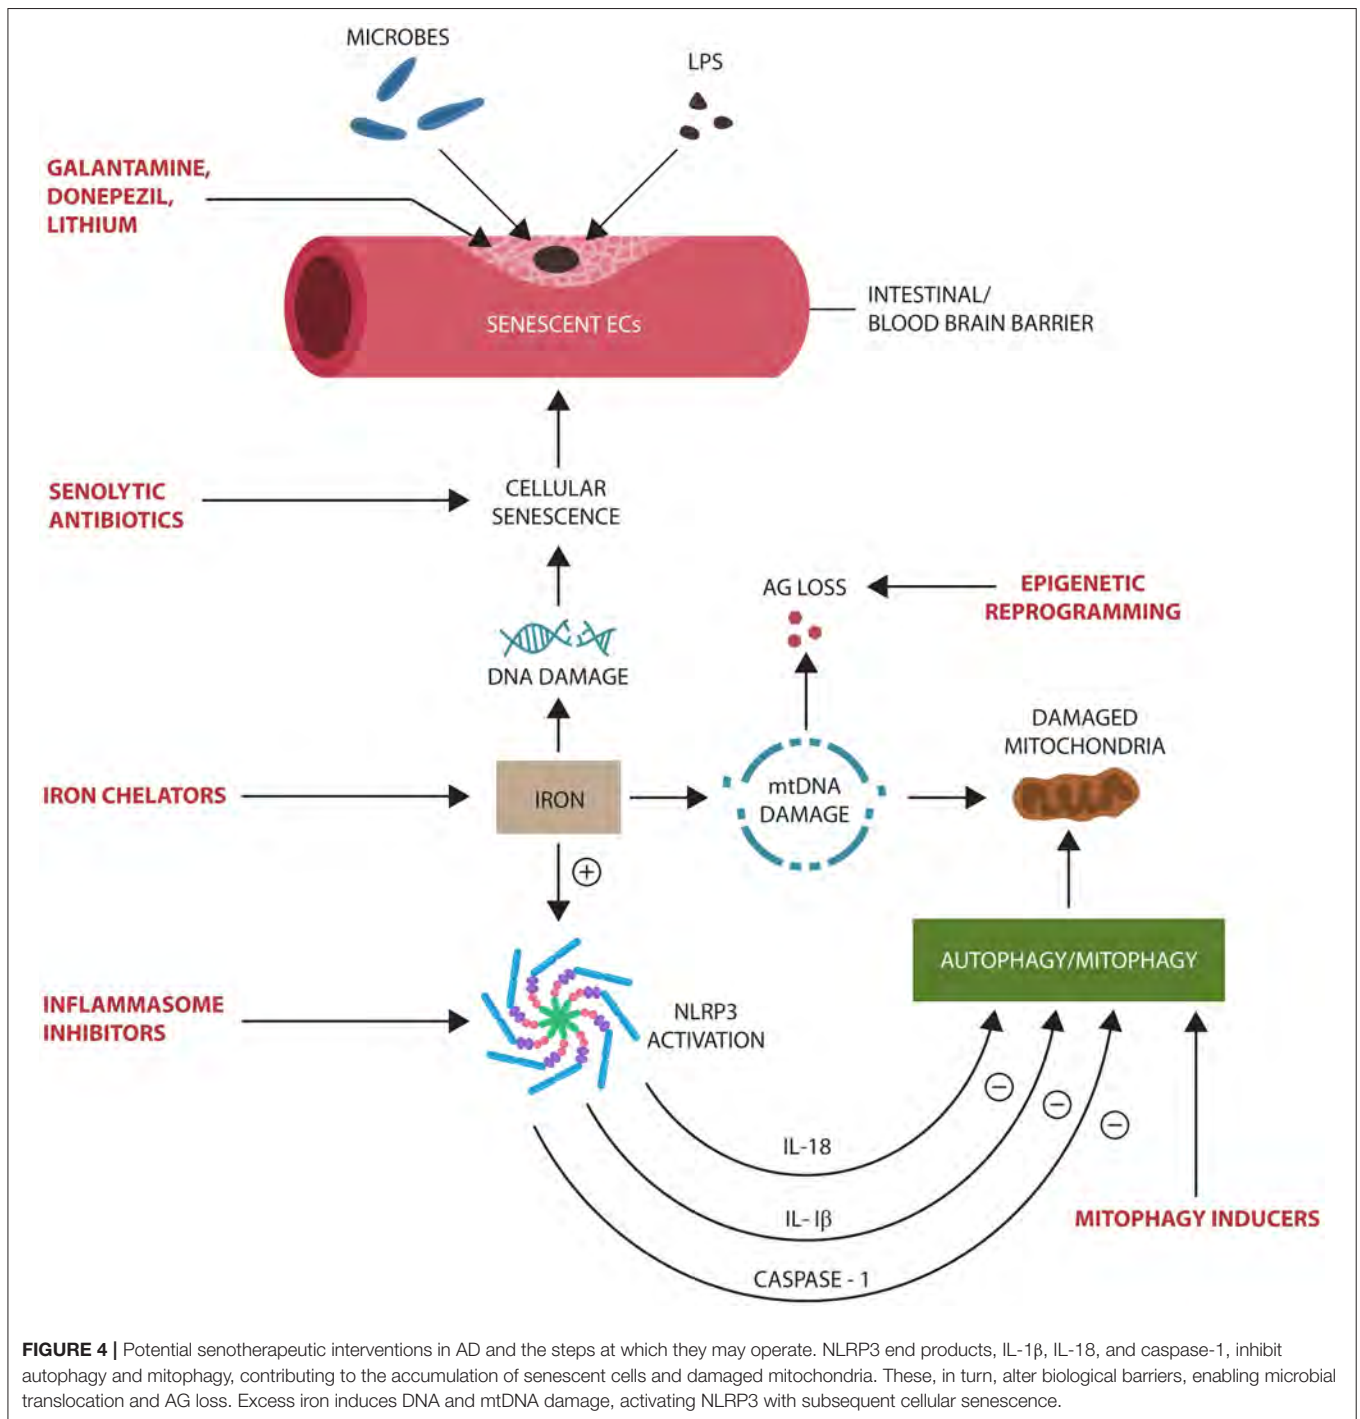 MICROBES
LPS
GALANTAMINE,
DONEPEZIL,
LITHIUM
SENESCENT ECs
INTESTINAL/
BLOOD BRAIN BARRIER
SENOLYTIC
ANTIBIOTICS
CELLULAR
SENESCENCE
AG LOSS
EPIGENETIC
REPROGRAMMING
DNA DAMAGE
DAMAGED
MITOCHONDRIA
IRON CHELATORS
IRON
mtDNA
DAMAGE
+
AUTOPHAGY/MITOPHAGY
INFLAMMASOME
INHIBITORS
NLRP3
ACTIVATION
−
−
−
IL-18
IL- Iβ
CASPASE - 1
MITOPHAGY INDUCERS
FIGURE 4 | Potential senotherapeutic interventions in AD and the steps at which they may operate. NLRP3 end products, IL-1β, IL-18, and caspase-1, inhibit
autophagy and mitophagy, contributing to the accumulation of senescent cells and damaged mitochondria. These, in turn, alter biological barriers, enabling microbial
translocation and AG loss. Excess iron induces DNA and mtDNA damage, activating NLRP3 with subsequent cellular senescence.